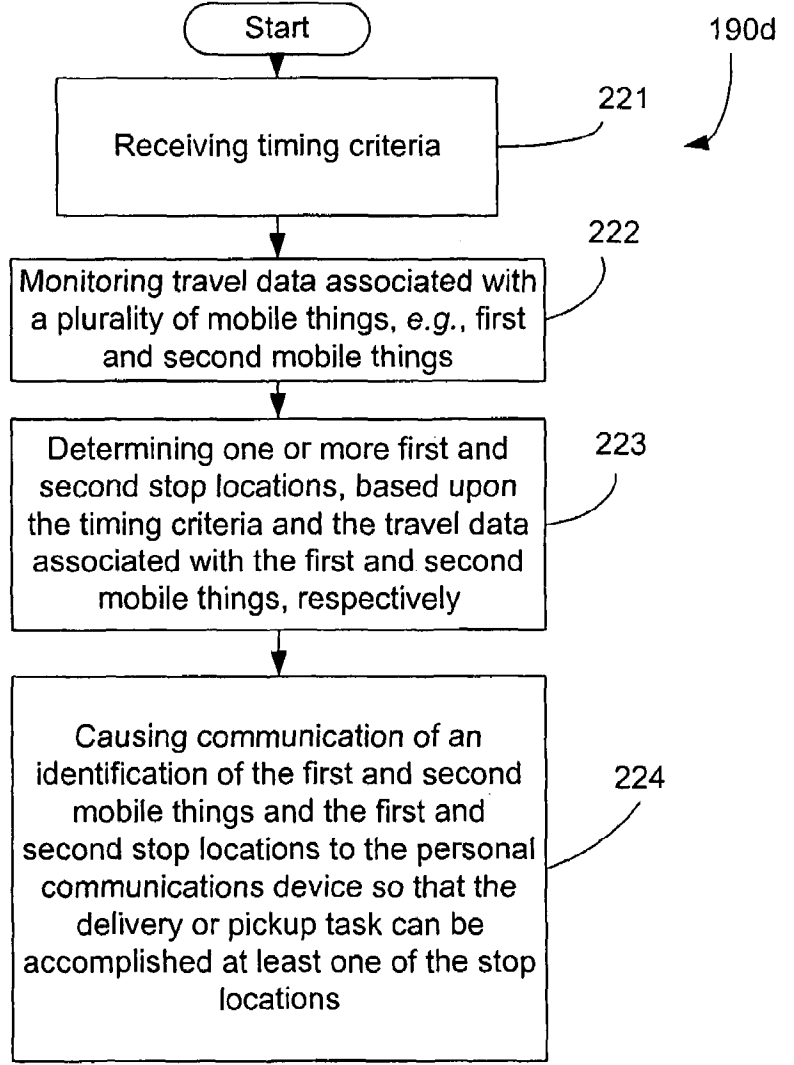 Start
190d
221
Receiving timing criteria
222
Monitoring travel data associated with
a plurality of mobile things, e.g., first
and second mobile things
223
Determining one or more first and
second stop locations, based upon
the timing criteria and the travel data
associated with the first and second
mobile things, respectively
224
Causing communication of an
identification of the first and second
mobile things and the first and
second stop locations to the personal
communications device so that the
delivery or pickup task can be
accomplished at least one of the stop
locations